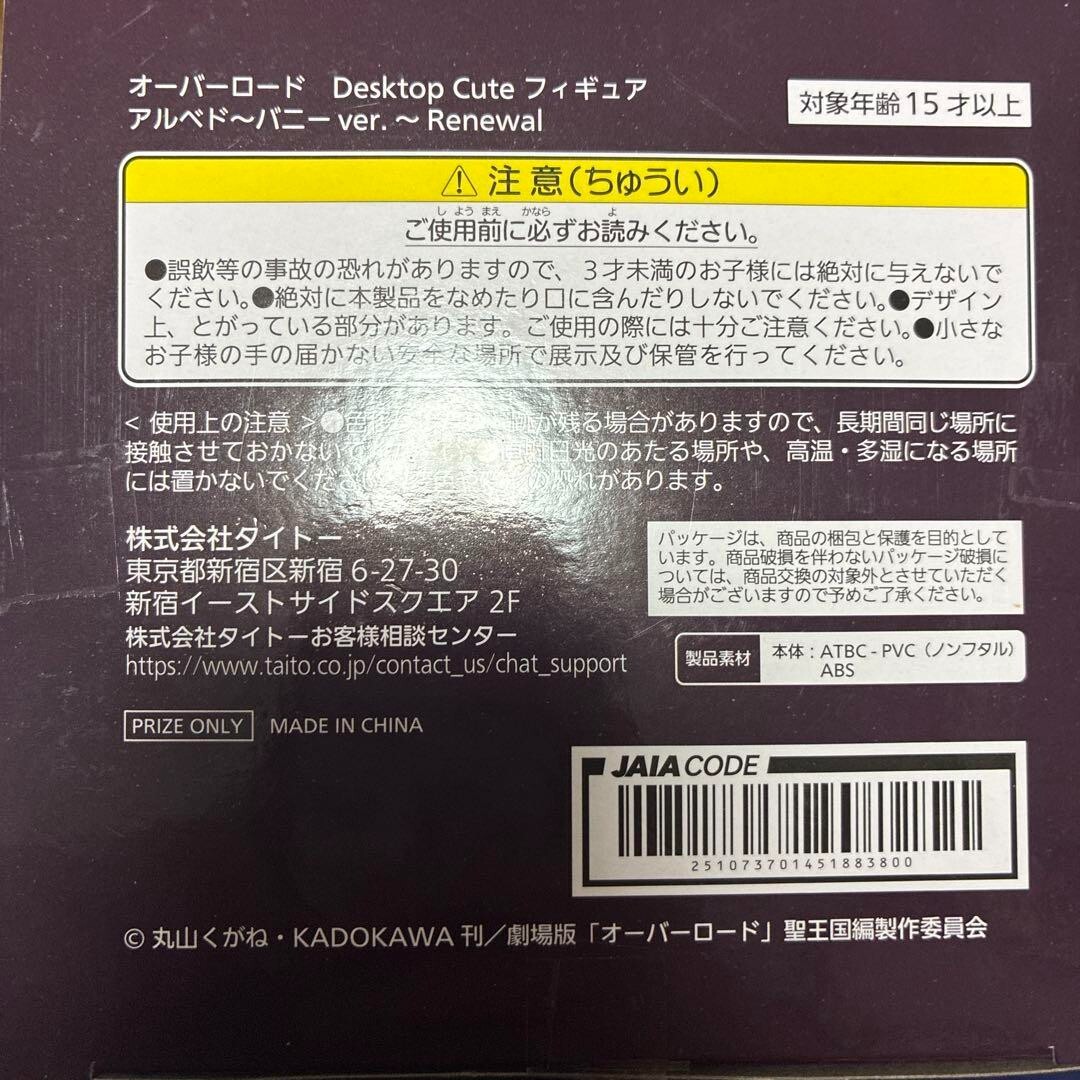 オーバーロード Desktop Cute フィギュア
アルベド～バニー ver. ～ Renewal
対象年齢 15 才以上
⚠ 注 意(ちゅうい)
し よう まえ かなら よ
ご使用前に必ずお読みください。
●誤飲等の事故の恐れがありますので、3才未満のお子様には絶対に与えないで
ください。●絶対に本製品をなめたり口に含んだりしないでください。●デザイン
上、とがっている部分があります。ご使用の際には十分ご注意ください。●小さな
お子様の手の届かない安全な場所で展示及び保管を行ってください。
< 使用上の注意 >●色 が残る場合がありますので、長期間同じ場所に
接触させておかないで 直射日光のあたる場所や、高温・多湿になる場所
には置かないでくださ の恐れがあります。
株式会社タイトー
東京都新宿区新宿 6-27-30
新宿イーストサイドスクエア 2F
株式会社タイトーお客様相談センター
https://www.taito.co.jp/contact_us/chat_support
パッケージは、商品の梱包と保護を目的として
います。商品破損を伴わないパッケージ破損に
ついては、商品交換の対象外とさせていただく
場合がございますので予めご了承ください。
製品素材 本体：ATBC - PVC（ノンフタル）
ABS
PRIZE ONLY MADE IN CHINA
JAIA CODE
251073701451883800
© 丸山くがね・KADOKAWA 刊／劇場版「オーバーロード」聖王国編製作委員会